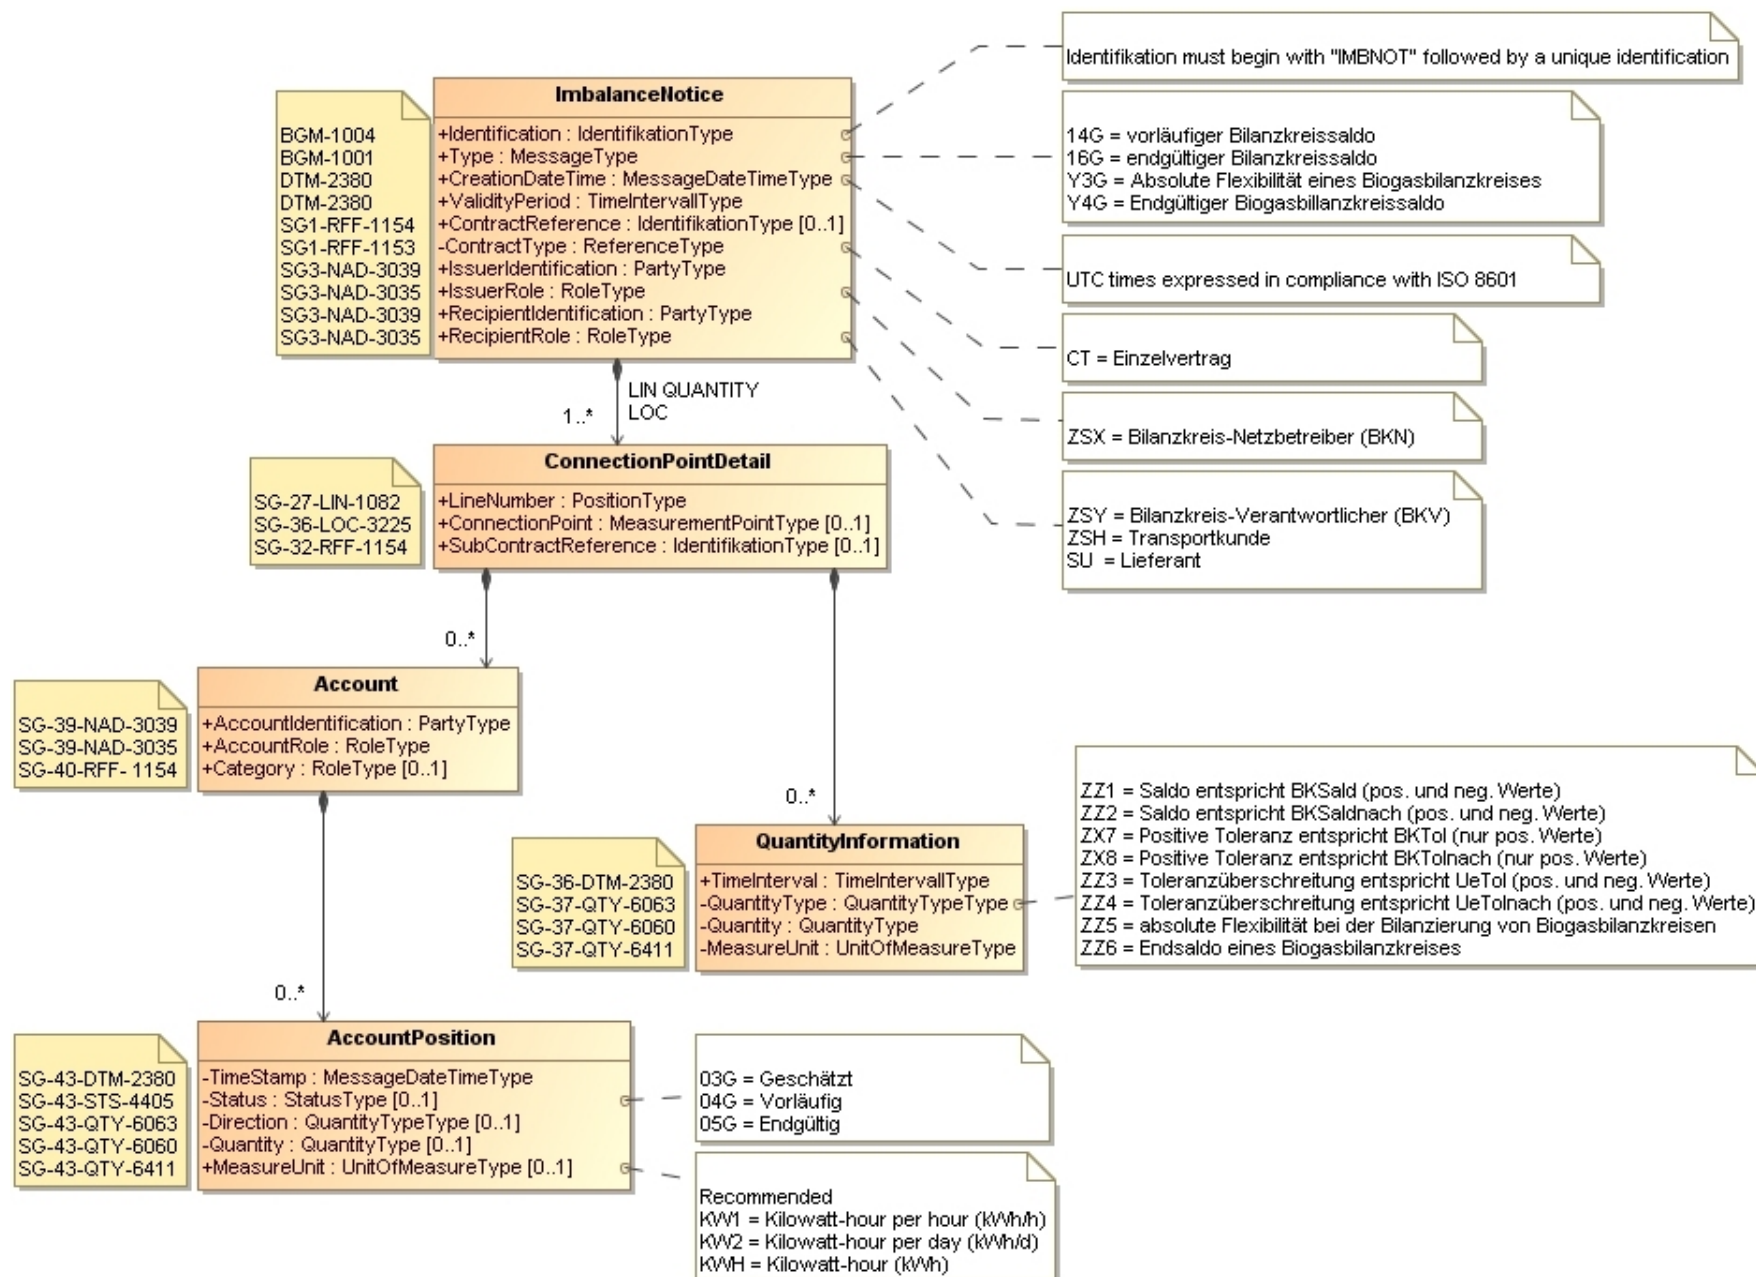 Identifikation must begin with "IMBNOT" followed by a unique identification
ImbalanceNotice
BGM-1004
BGM-1001
DTM-2380
DTM-2380
SG1-RFF-1154
SG1-RFF-1153
SG3-NAD-3039
SG3-NAD-3035
SG3-NAD-3039
SG3-NAD-3035
+Identification : IdentifikationType
+Type : MessageType
+CreationDateTime : MessageDateTimeType
+ValidityPeriod : TimeIntervallType
+ContractReference : IdentifikationType [0..1]
-ContractType : ReferenceType
+IssuerIdentification : PartyType
+IssuerRole : RoleType
+RecipientIdentification : PartyType
+RecipientRole : RoleType
14G = vorläufiger Bilanzkreissaldo
16G = endgültiger Bilanzkreissaldo
Y3G = Absolute Flexibilität eines Biogasbilanzkreises
Y4G = Endgültiger Biogasbillanzkreissaldo
UTC times expressed in compliance with ISO 8601
CT = Einzelvertrag
ZSX = Bilanzkreis-Netzbetreiber (BKN)
ZSY = Bilanzkreis-Verantwortlicher (BKV)
ZSH = Transportkunde
SU = Lieferant
LIN QUANTITY
LOC
1..*
ConnectionPointDetail
SG-27-LIN-1082
SG-36-LOC-3225
SG-32-RFF-1154
+LineNumber : PositionType
+ConnectionPoint : MeasurementPointType [0..1]
+SubContractReference : IdentifikationType [0..1]
0..*
Account
SG-39-NAD-3039
SG-39-NAD-3035
SG-40-RFF- 1154
+AccountIdentification : PartyType
+AccountRole : RoleType
+Category : RoleType [0..1]
0..*
QuantityInformation
SG-36-DTM-2380
SG-37-QTY-6063
SG-37-QTY-6060
SG-37-QTY-6411
+TimeInterval : TimeIntervallType
-QuantityType : QuantityTypeType
-Quantity : QuantityType
-MeasureUnit : UnitOfMeasureType
ZZ1 = Saldo entspricht BKSald (pos. und neg. Werte)
ZZ2 = Saldo entspricht BKSaldnach (pos. und neg. Werte)
ZX7 = Positive Toleranz entspricht BKTol (nur pos. Werte)
ZX8 = Positive Toleranz entspricht BKTolnach (nur pos. Werte)
ZZ3 = Toleranzüberschreitung entspricht UeTol (pos. und neg. Werte)
ZZ4 = Toleranzüberschreitung entspricht UeTolnach (pos. und neg. Werte)
ZZ5 = absolute Flexibilität bei der Bilanzierung von Biogasbilanzkreisen
ZZ6 = Endsaldo eines Biogasbilanzkreises
0..*
AccountPosition
SG-43-DTM-2380
SG-43-STS-4405
SG-43-QTY-6063
SG-43-QTY-6060
SG-43-QTY-6411
-TimeStamp : MessageDateTimeType
-Status : StatusType [0..1]
-Direction : QuantityTypeType [0..1]
-Quantity : QuantityType [0..1]
+MeasureUnit : UnitOfMeasureType [0..1]
03G = Geschätzt
04G = Vorläufig
05G = Endgültig
Recommended
KW1 = Kilowatt-hour per hour (kWh/h)
KW2 = Kilowatt-hour per day (kWh/d)
KWH = Kilowatt-hour (kWh)